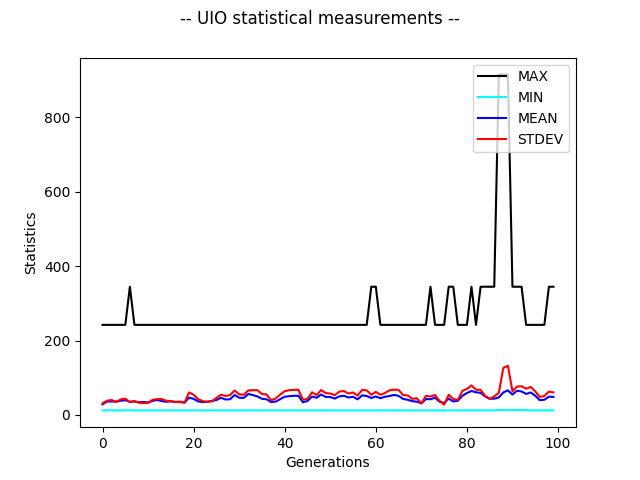 -- UIO statistical measurements --
MAX
MIN
MEAN
STDEV
Statistics
800
600
400
200
0
0 20 40 60 80 100
Generations